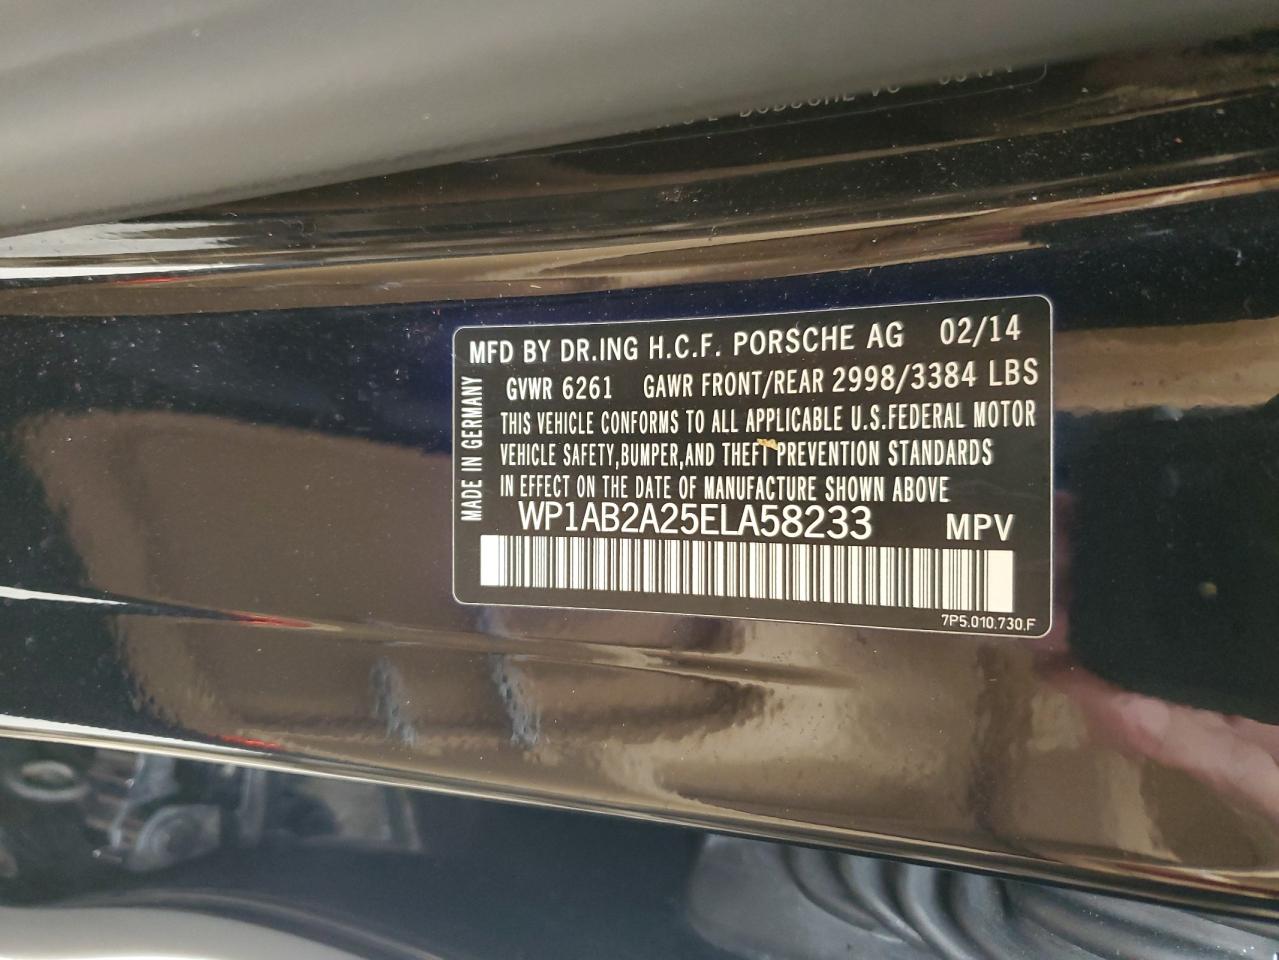 MFD BY DR.ING H.C.F. PORSCHE AG 02/14
GVWR 6261 GAWR FRONT/REAR 2998/3384 LBS
THIS VEHICLE CONFORMS TO ALL APPLICABLE U.S.FEDERAL MOTOR
VEHICLE SAFETY,BUMPER,AND THEFT PREVENTION STANDARDS
IN EFFECT ON THE DATE OF MANUFACTURE SHOWN ABOVE
MADE IN GERMANY
WP1AB2A25ELA58233 MPV
7P5.010.730.F